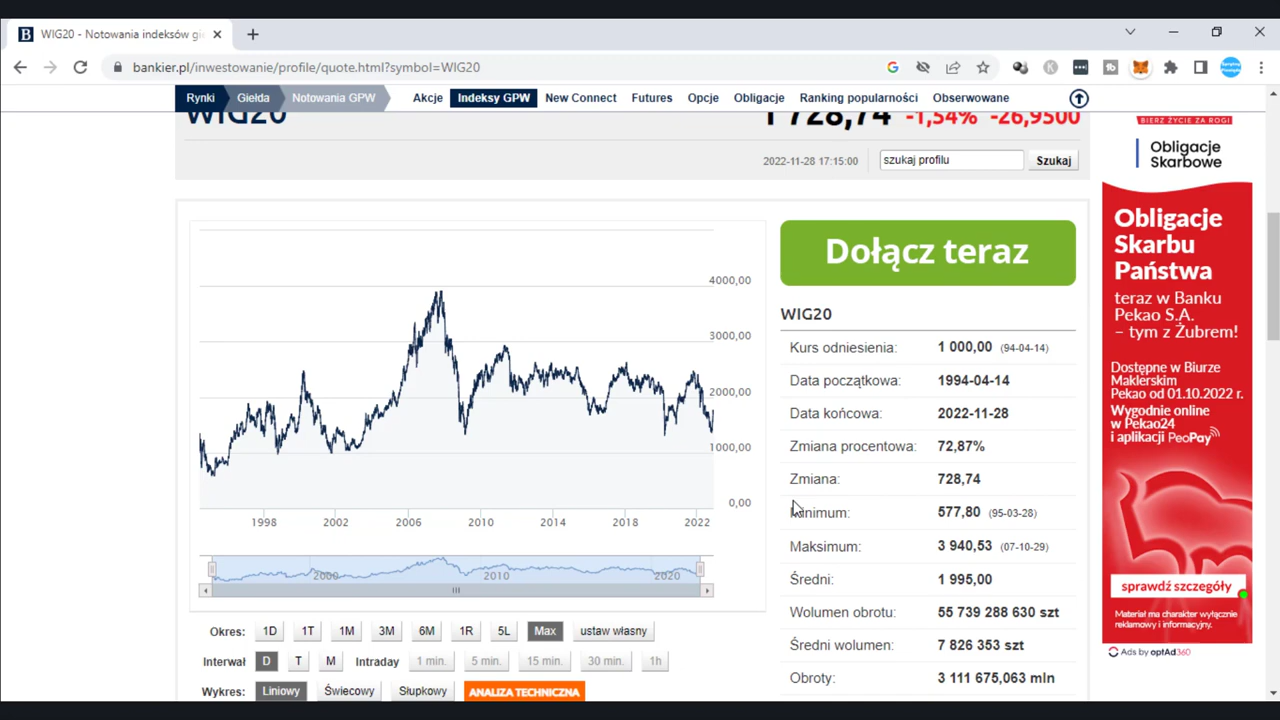 WIG20 - Notowania indeksów gie
bankier.pl/inwestowanie/profile/quote.html?symbol=WIG20
Rynki Giełda Notowania GPW Akcje Indeksy GPW New Connect Futures Opcje Obligacje Ranking popularności Obserwowane
WIG20 1 728,74 -1,54% -26,9500
2022-11-28 17:15:00 szukaj profilu Szukaj
4000,00
3000,00
2000,00
1000,00
0,00
1998 2002 2006 2010 2014 2018 2022
2000 2010 2020
Okres: 1D 1T 1M 3M 6M 1R 5L Max ustaw własny
Interwał D T M Intraday 1 min. 5 min. 15 min. 30 min. 1h
Wykres: Liniowy Świecowy Słupkowy ANALIZA TECHNICZNA
Dołącz teraz
WIG20
Kurs odniesienia: 1 000,00 (94-04-14)
Data początkowa: 1994-04-14
Data końcowa: 2022-11-28
Zmiana procentowa: 72,87%
Zmiana: 728,74
Minimum: 577,80 (95-03-28)
Maksimum: 3 940,53 (07-10-29)
Średni: 1 995,00
Wolumen obrotu: 55 739 288 630 szt
Średni wolumen: 7 826 353 szt
Obroty: 3 111 675,063 mln
BIERZ ŻYCIE ZA ROGI
Obligacje
Skarbowe
Obligacje
Skarbu
Państwa
teraz w Banku
Pekao S.A.
– tym z Żubrem!
Dostępne w Biurze
Maklerskim
Pekao od 01.10.2022 r.
Wygodnie online
w Pekao24
i aplikacji PeoPay
sprawdź szczegóły
Materiał ma charakter wyłącznie
reklamowy i informacyjny.
Ads by optAd360